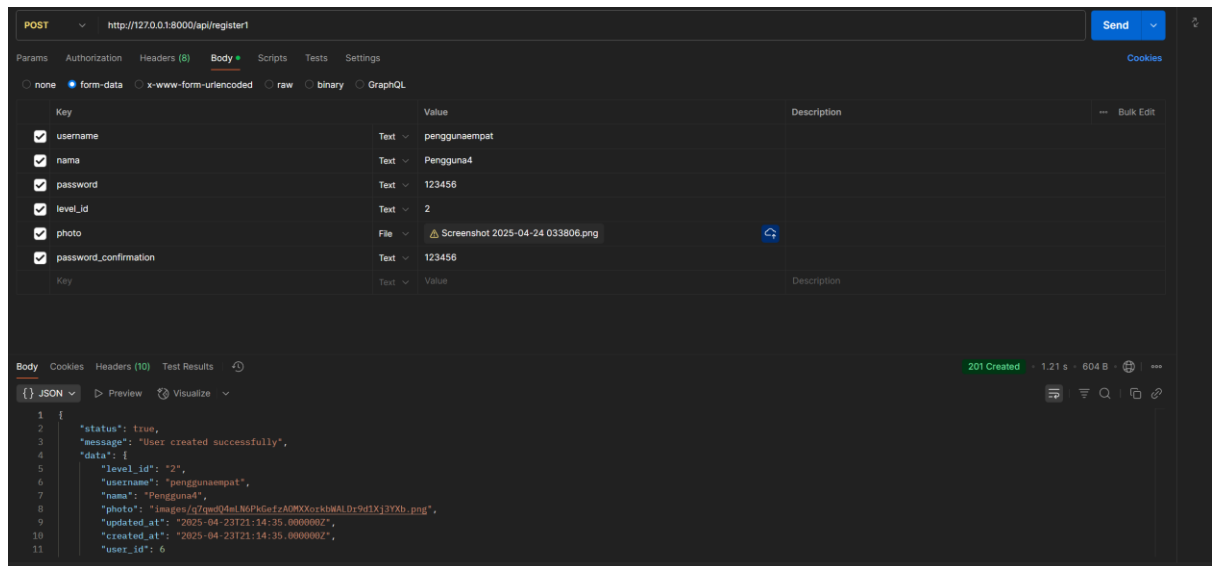 POST http://127.0.0.1:8000/api/register1 Send
Params Authorization Headers (8) Body Scripts Tests Settings Cookies
none form-data x-www-form-urlencoded raw binary GraphQL
Key Value Description ••• Bulk Edit
username Text penggunaempat
nama Text Pengguna4
password Text 123456
level_id Text 2
photo File Screenshot 2025-04-24 033806.png
password_confirmation Text 123456
Key Text Value Description
Body Cookies Headers (10) Test Results 201 Created 1.21 s 604 B
{} JSON Preview Visualize
1 {
2 "status": true,
3 "message": "User created successfully",
4 "data": {
5 "level_id": "2",
6 "username": "penggunaempat",
7 "nama": "Pengguna4",
8 "photo": "images/q7qwdQ4mLN6PkGefzAOMXXorkbWALDr9d1Xj3YXb.png",
9 "updated_at": "2025-04-23T21:14:35.000000Z",
10 "created_at": "2025-04-23T21:14:35.000000Z",
11 "user_id": 6